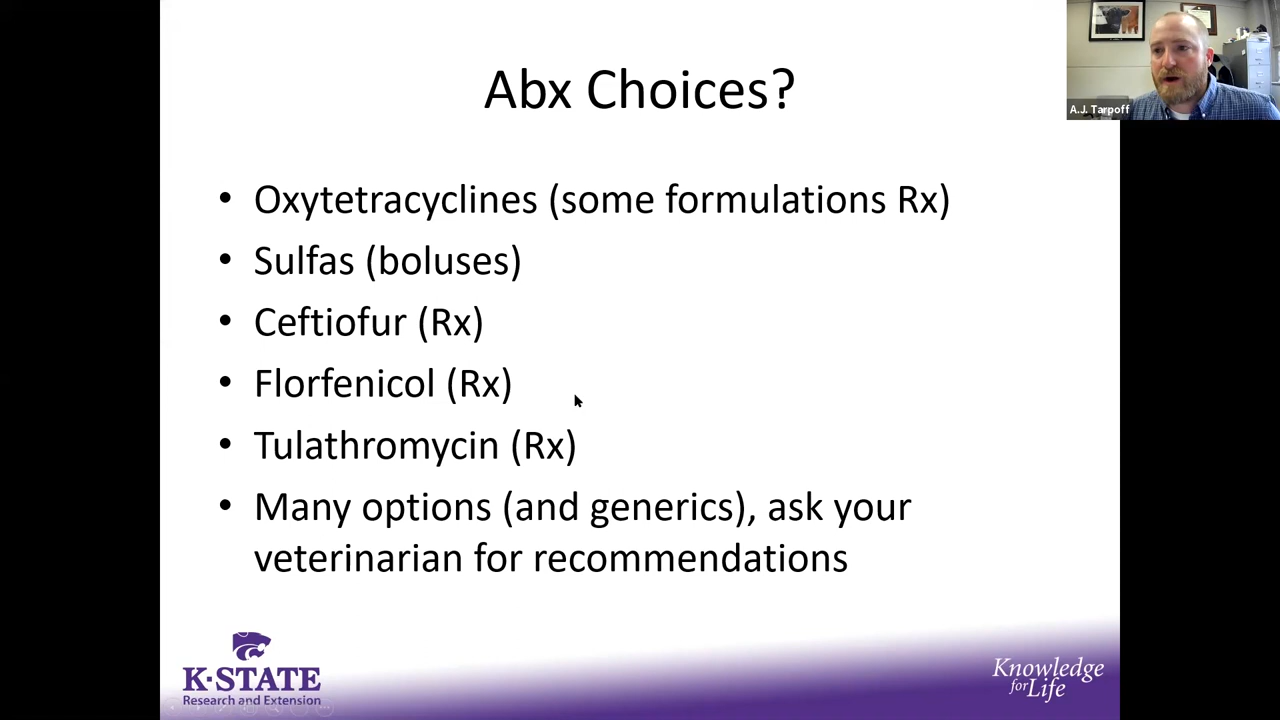 Abx Choices?
A.J. Tarpoff
• Oxytetracyclines (some formulations Rx)
• Sulfas (boluses)
• Ceftiofur (Rx)
• Florfenicol (Rx)
• Tulathromycin (Rx)
• Many options (and generics), ask your
veterinarian for recommendations
K-STATE
Research and Extension
Knowledge
for Life